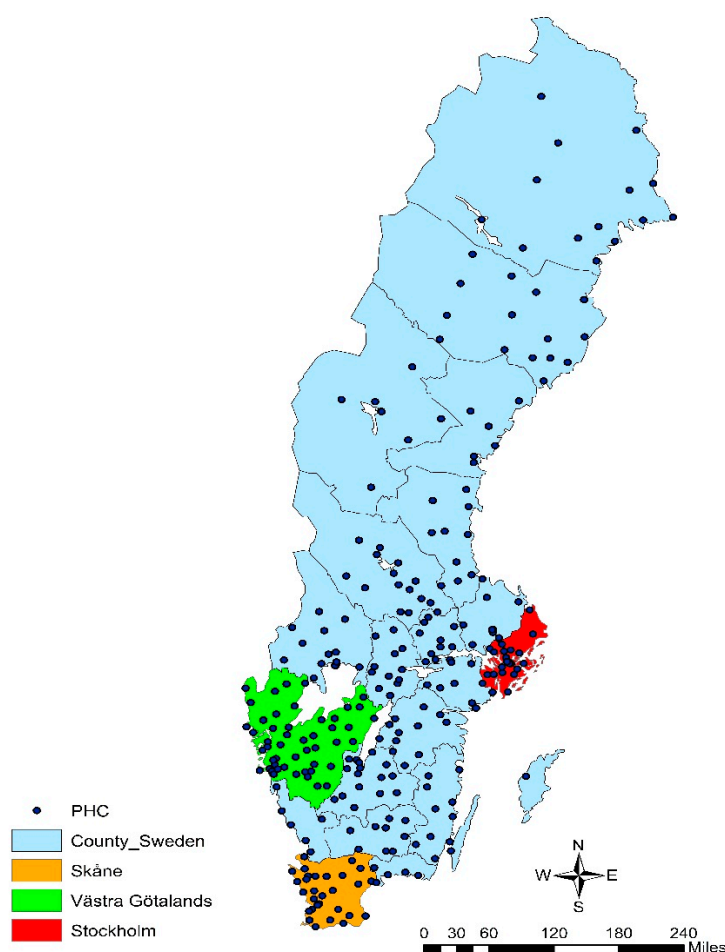 PHC
County_Sweden
Skåne
Västra Götalands
Stockholm
N
W E
S
0 30 60 120 180 240
Miles